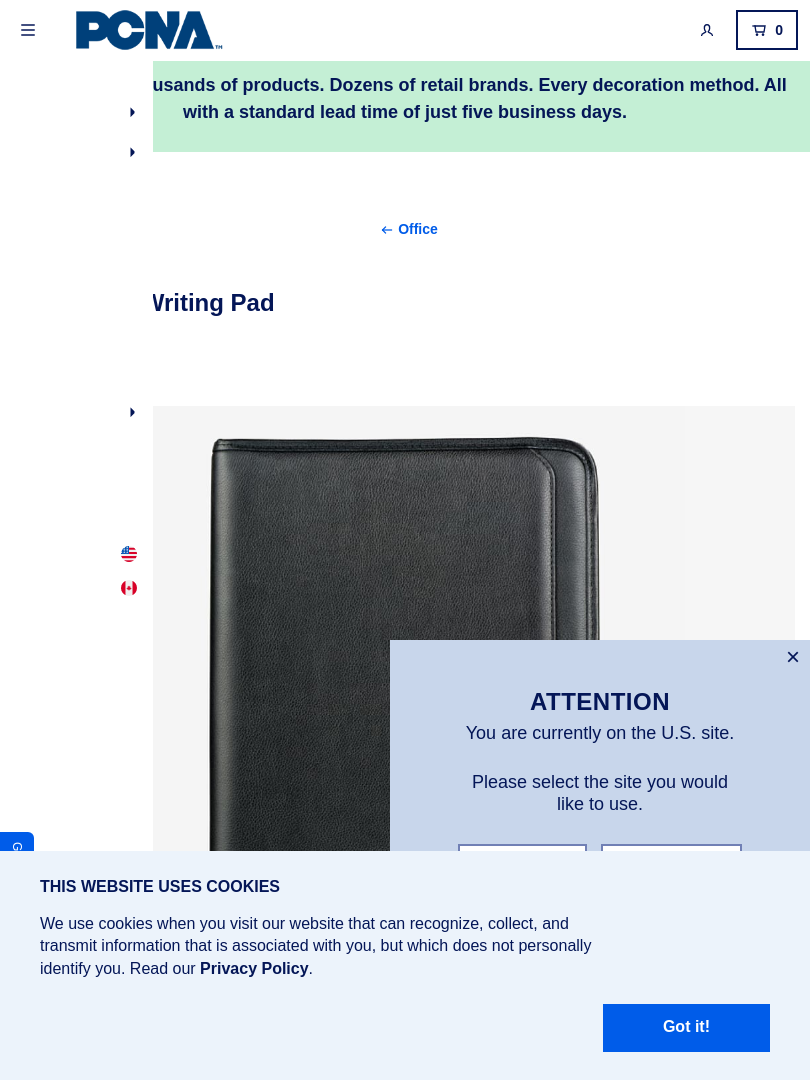 PCNA™
0
usands of products. Dozens of retail brands. Every decoration method. All
with a standard lead time of just five business days.
← Office
Writing Pad
ATTENTION
You are currently on the U.S. site.
Please select the site you would
like to use.
G
THIS WEBSITE USES COOKIES
We use cookies when you visit our website that can recognize, collect, and
transmit information that is associated with you, but which does not personally
identify you. Read our Privacy Policy.
Got it!